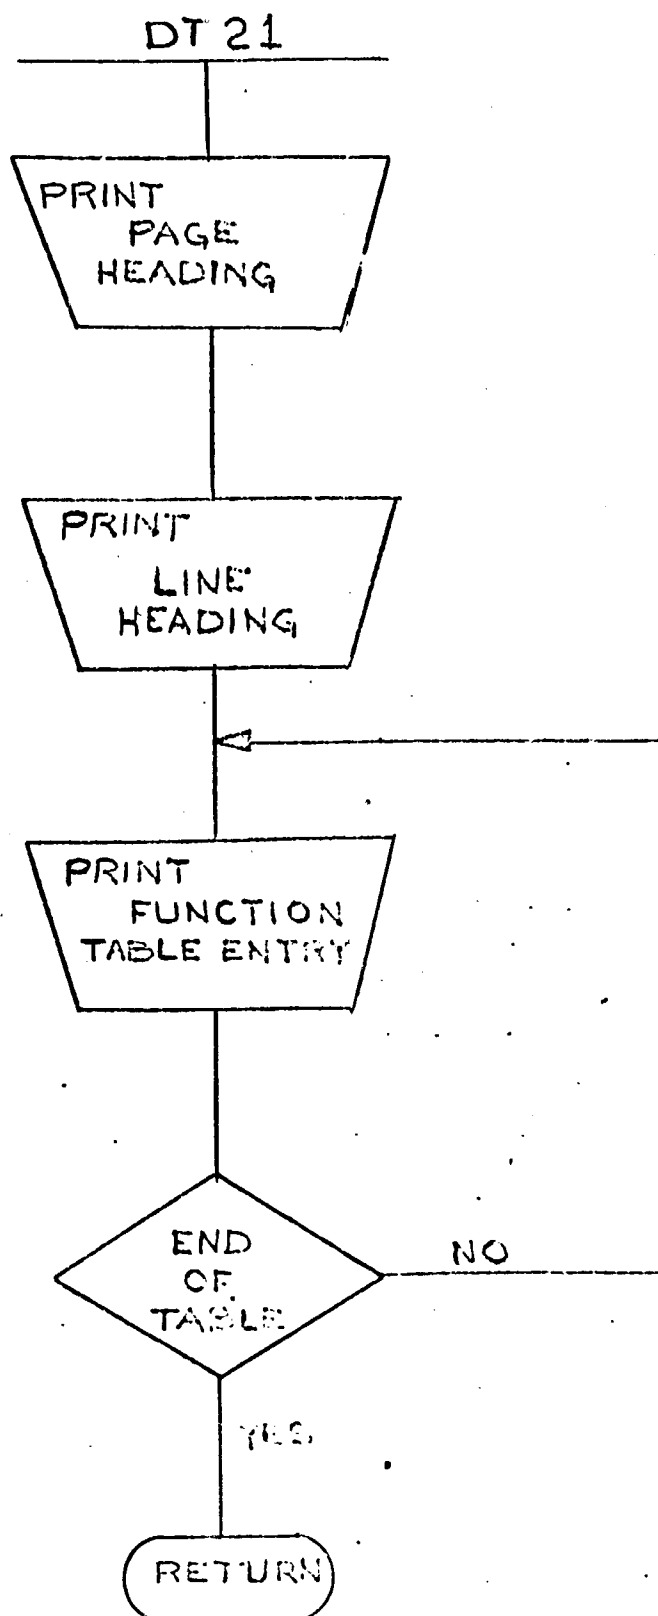 DT 21
PRINT
PAGE
HEADING
PRINT
LINE
HEADING
PRINT
FUNCTION
TABLE ENTRY
END
OF
TABLE
NO
YES
RETURN